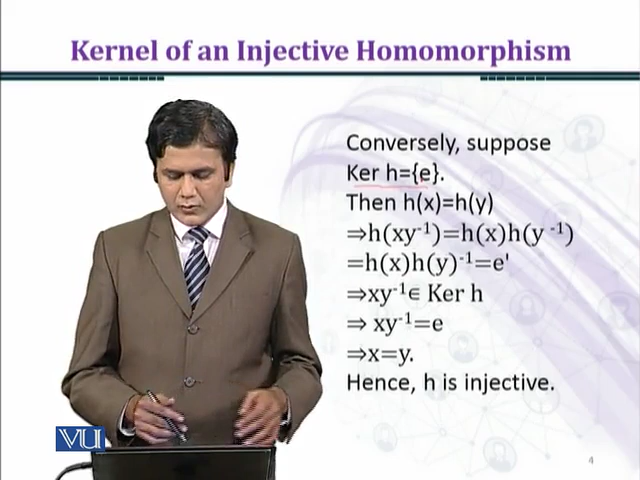 Kernel of an Injective Homomorphism
Conversely, suppose
Ker h={e}.
Then h(x)=h(y)
⇒h(xy⁻¹)=h(x)h(y ⁻¹)
=h(x)h(y)⁻¹=e'
⇒xy⁻¹∈ Ker h
⇒ xy⁻¹=e
⇒x=y.
Hence, h is injective.
VU
4